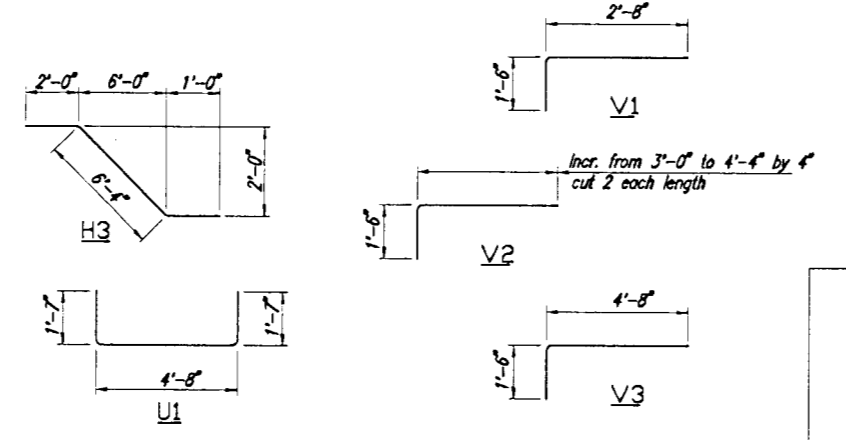 2'-8"
1'-6"
V1
2'-0" 6'-0" 1'-0"
2'-0"
6'-4"
H3
Incr. from 3'-0" to 4'-4" by 4"
cut 2 each length
1'-6"
V2
1'-7"
1'-7"
4'-8"
U1
4'-8"
1'-6"
V3